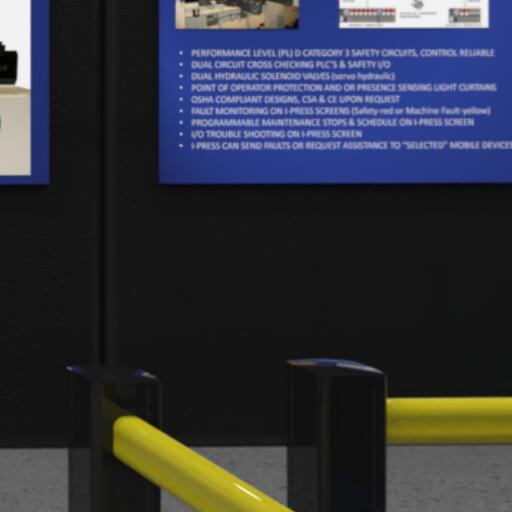 • PERFORMANCE LEVEL (PL) D CATEGORY 3 SAFETY CIRCUITS, CONTROL RELIABLE
• DUAL CIRCUIT CROSS CHECKING PLC'S & SAFETY I/O
• DUAL HYDRAULIC SOLENOID VALVES (servo hydraulic)
• POINT OF OPERATOR PROTECTION AND OR PRESENCE SENSING LIGHT CURTAINS
• OSHA COMPLIANT DESIGNS, CSA & CE UPON REQUEST
• FAULT MONITORING ON I-PRESS SCREENS (Safety-red or Machine Fault-yellow)
• PROGRAMMABLE MAINTENANCE STOPS & SCHEDULE ON I-PRESS SCREEN
• I/O TROUBLE SHOOTING ON I-PRESS SCREEN
• I-PRESS CAN SEND FAULTS OR REQUEST ASSISTANCE TO "SELECTED" MOBILE DEVICES